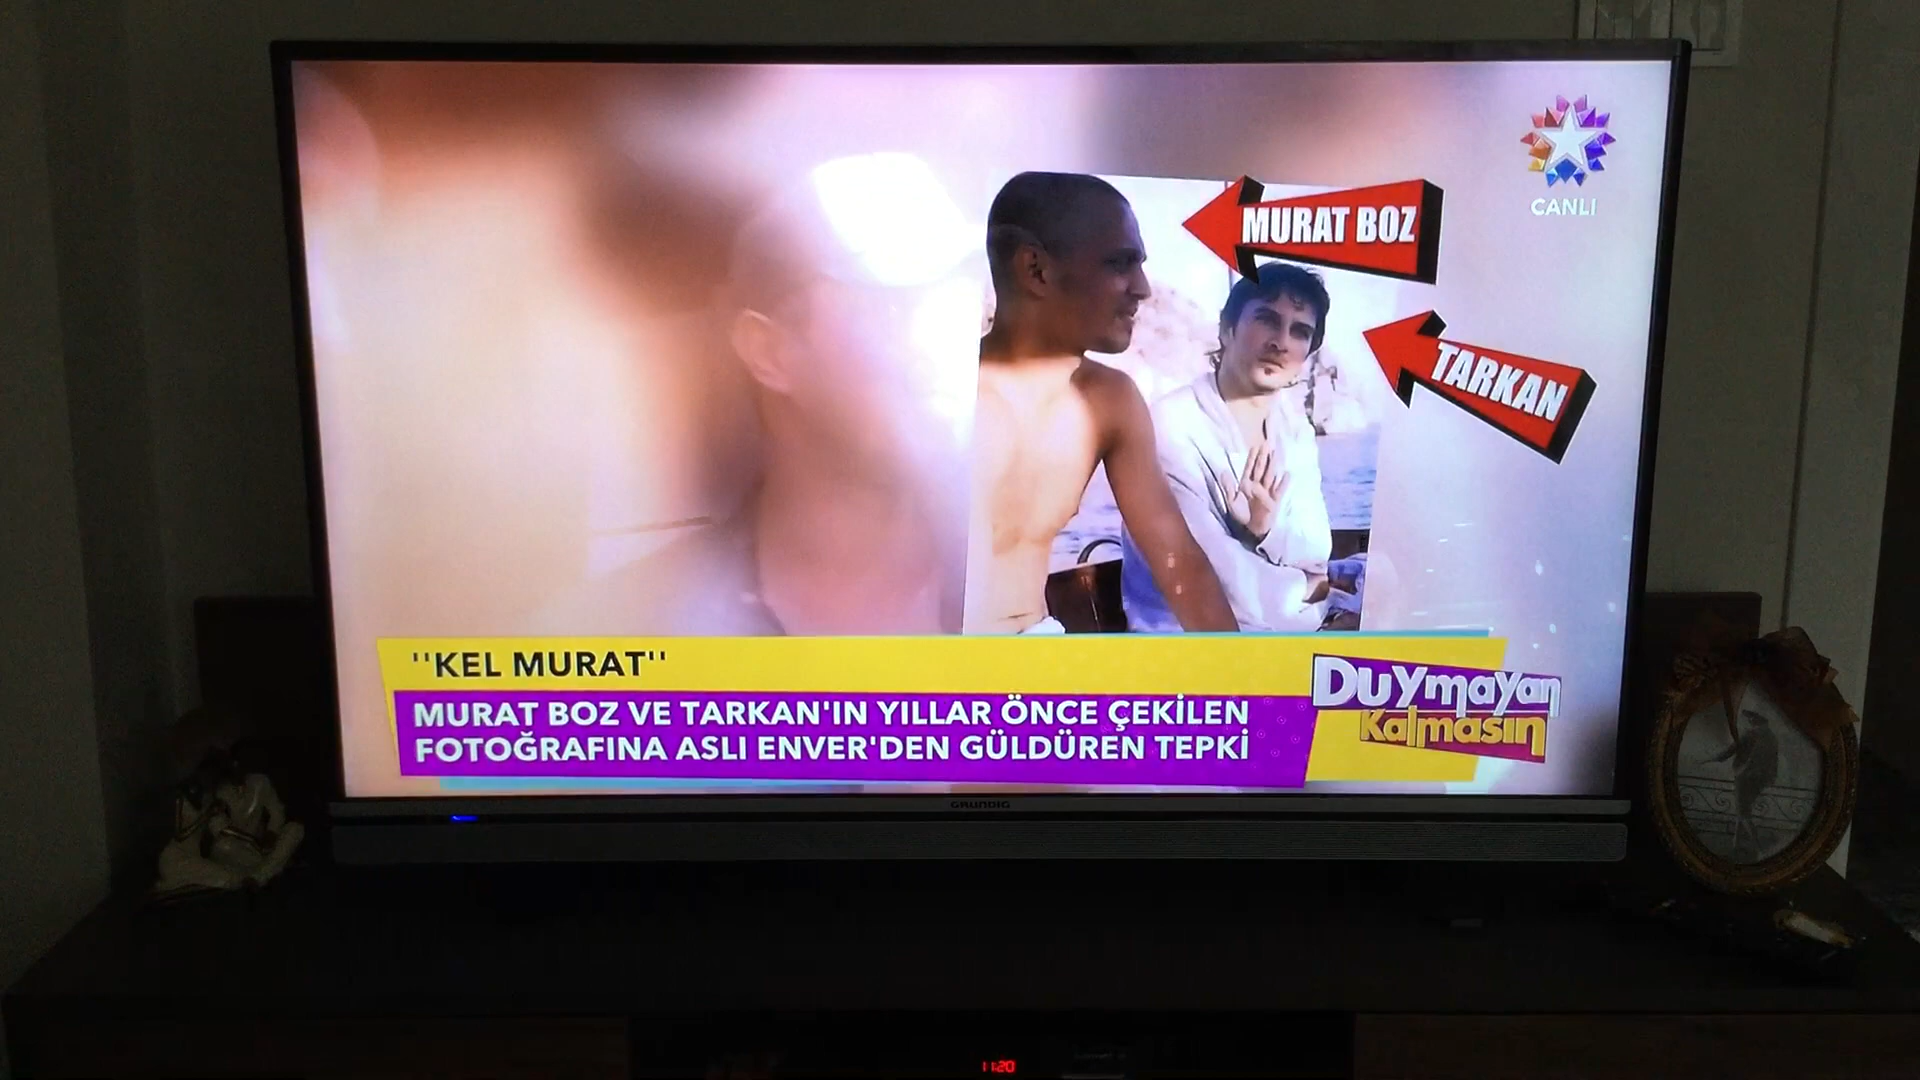 CANLI
MURAT BOZ
TARKAN
''KEL MURAT''
MURAT BOZ VE TARKAN'IN YILLAR ÖNCE ÇEKİLEN
FOTOĞRAFINA ASLI ENVER'DEN GÜLDÜREN TEPKİ
Duymayan
Kalmasın
GRUNDIG
11:20